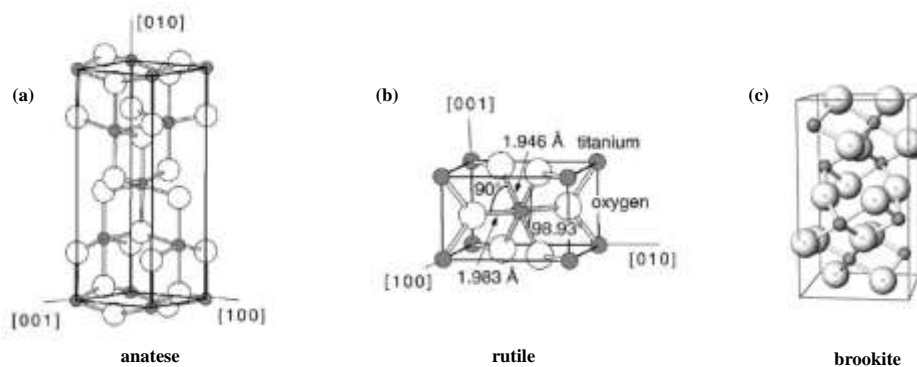 (a)
[010]
[001]
[100]
anatese
(b)
[001]
1.946 Å
titanium
90°
oxygen
98.93
[010]
[100]
1.983 Å
rutile
(c)
brookite